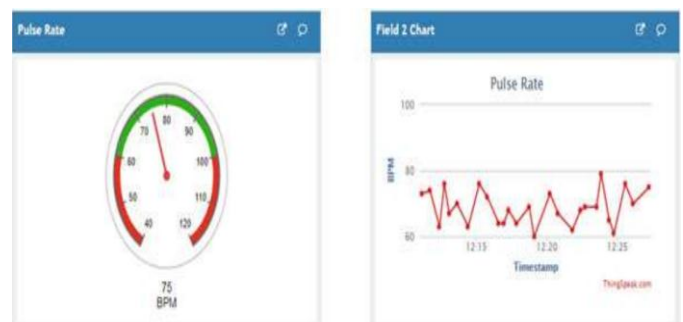 Pulse Rate
40
50
60
70
80
90
100
110
120
75
BPM
Field 2 Chart
Pulse Rate
100
80
60
BPM
12:15
12:20
12:25
Timestamp
ThingSpeak.com